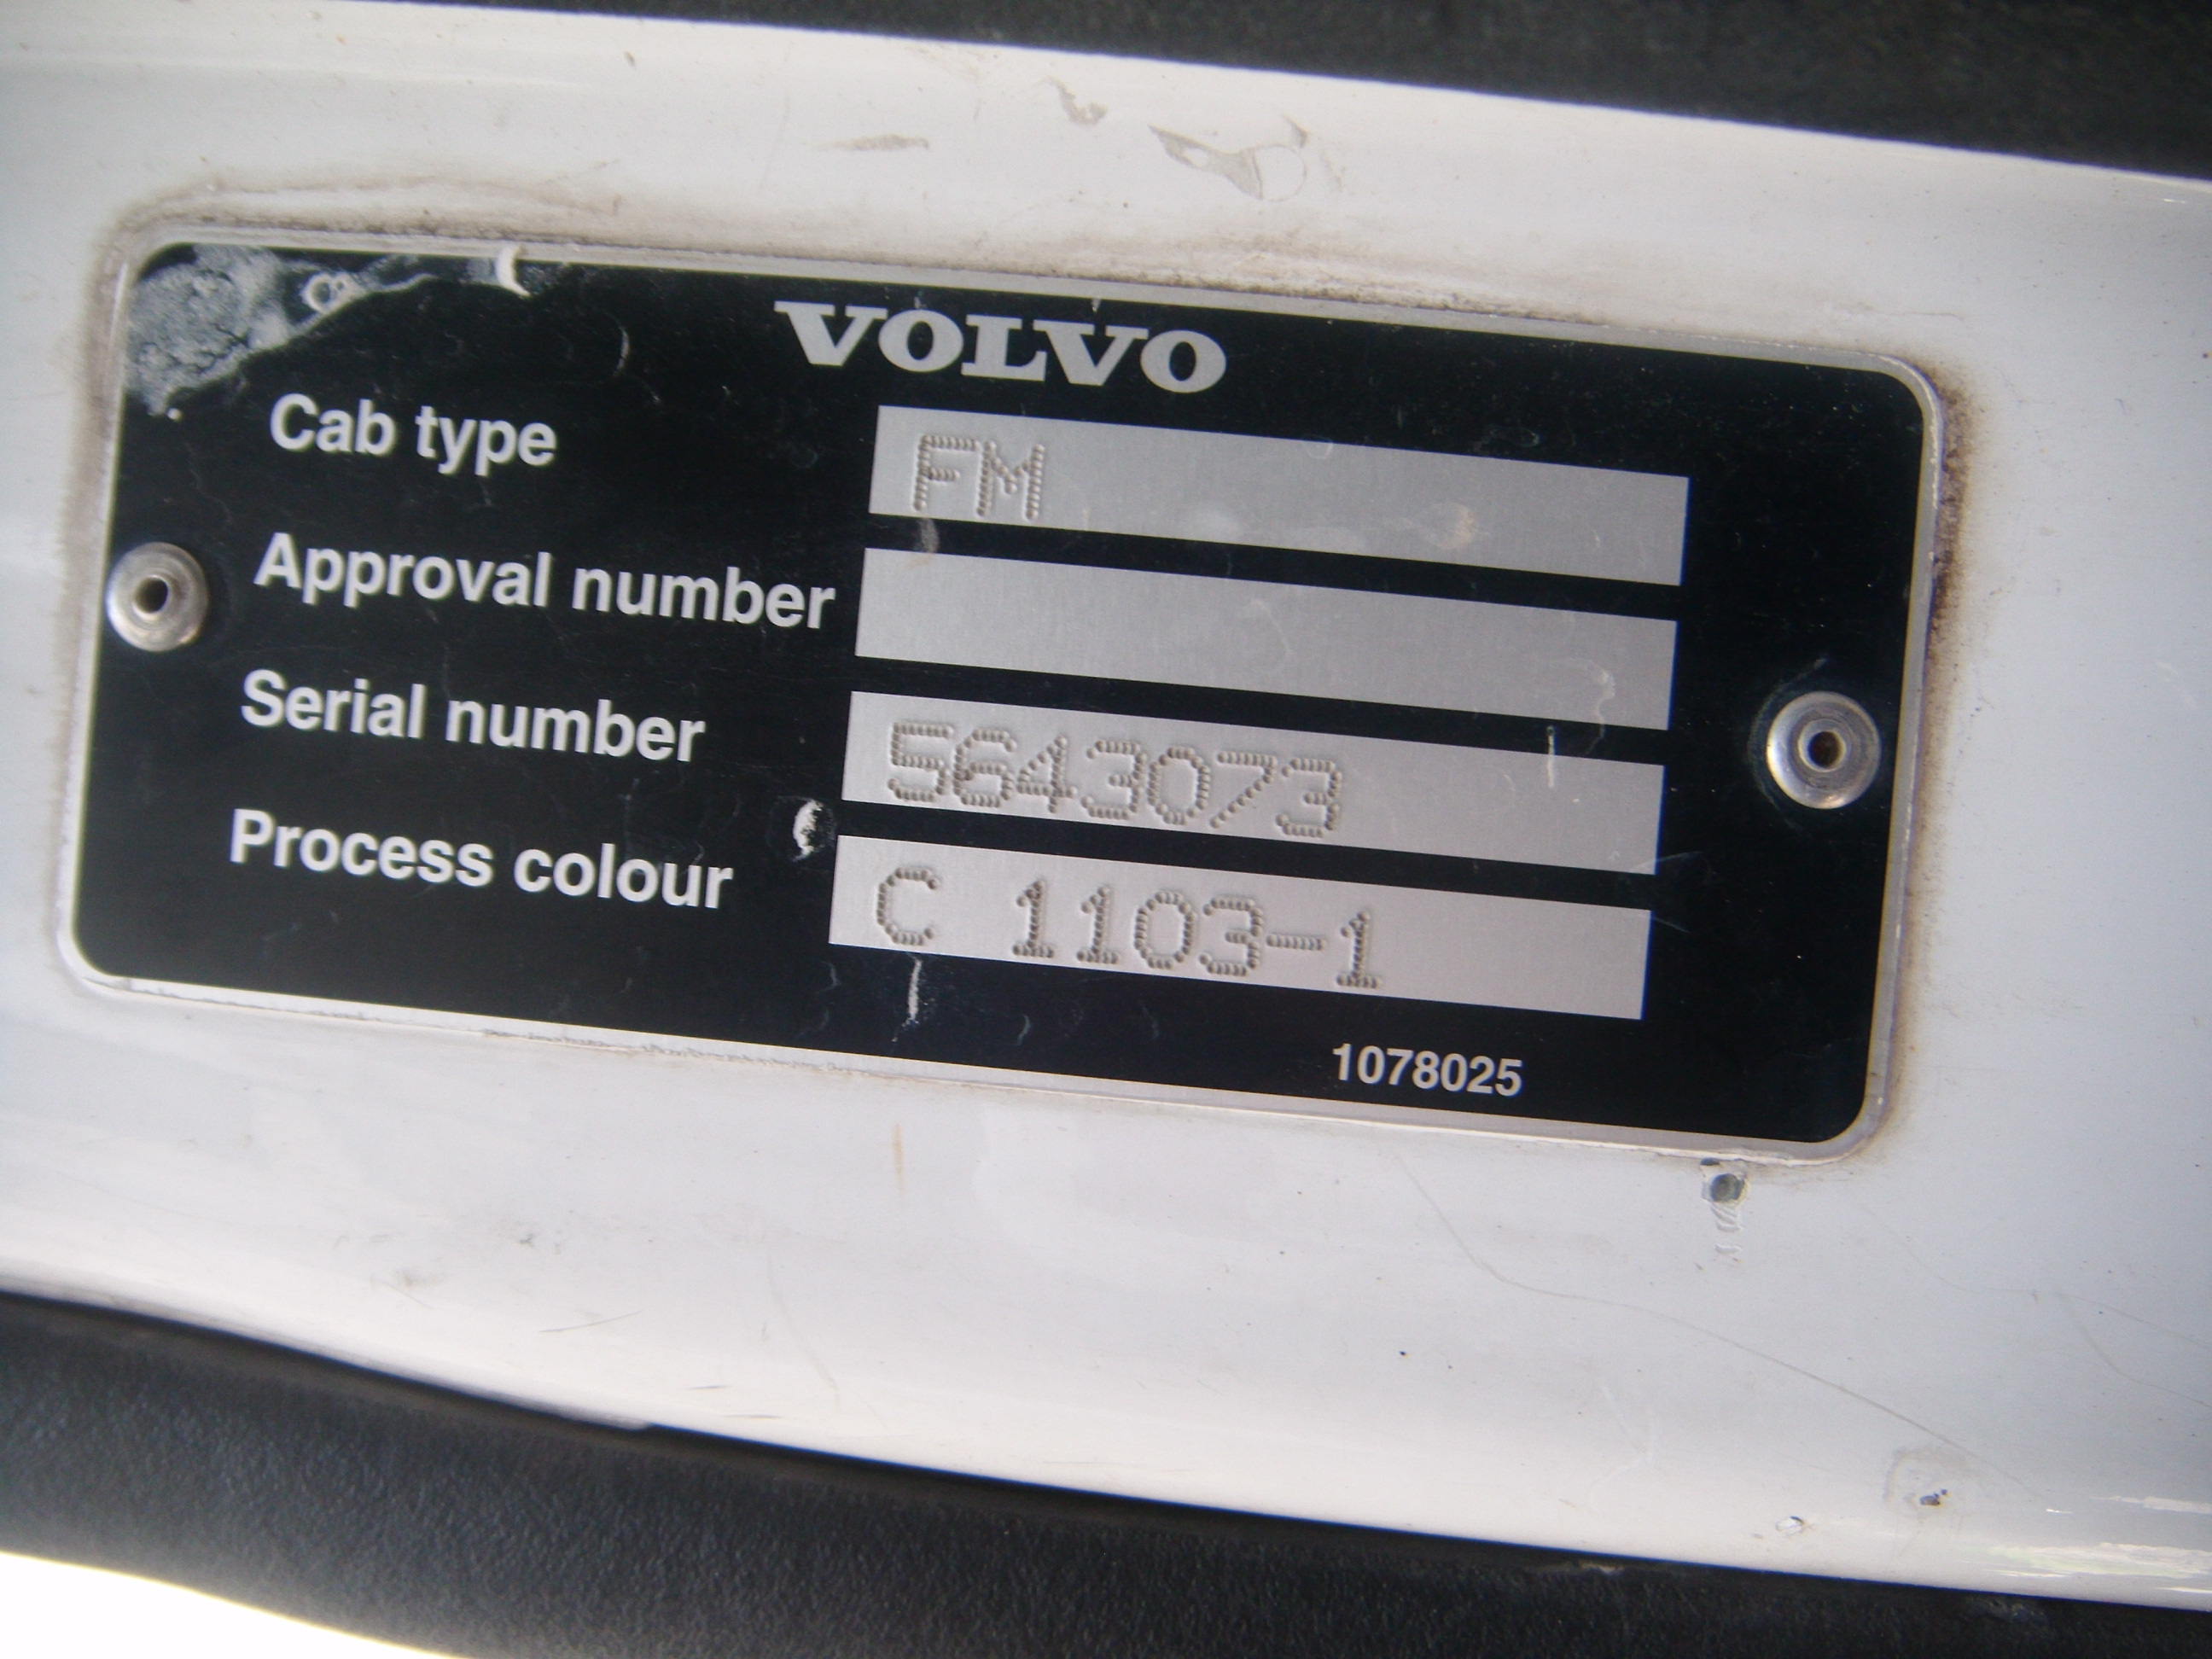 VOLVO
Cab type FM
Approval number
Serial number 5643073
Process colour C 1103-1
1078025